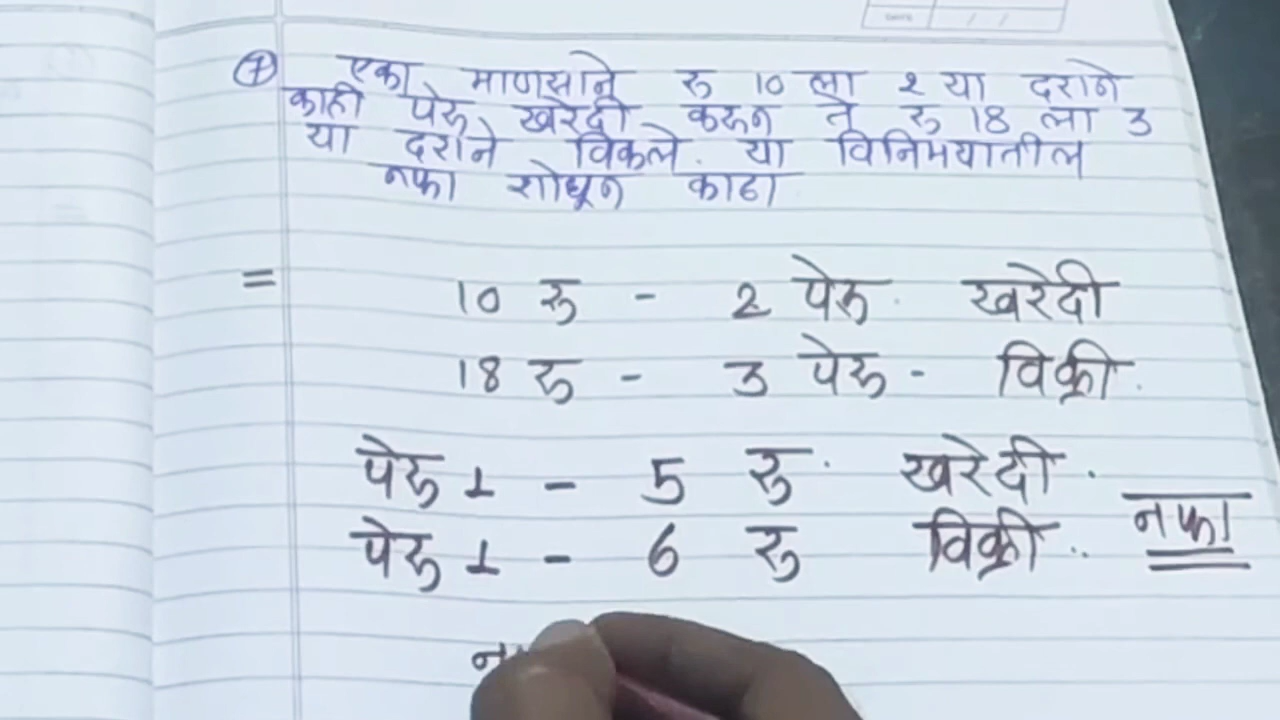 7 एका माणसाने रु 10 ला 2 या दराने
काही पेरू खरेदी करून ते रु 18 ला 3
या दराने विकले. या विनिमयातील
नफा शोधून काढा
= 10 रु - 2 पेरू. खरेदी
18 रु - 3 पेरू - विक्री.
पेरू 1 - 5 रु. खरेदी.
पेरू 1 - 6 रु विक्री.. नफा